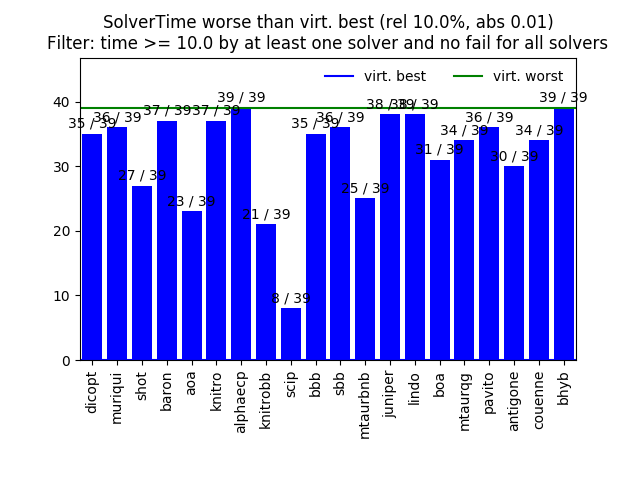 SolverTime worse than virt. best (rel 10.0%, abs 0.01)
Filter: time >= 10.0 by at least one solver and no fail for all solvers
virt. best
virt. worst
40
30
20
10
0
35 / 39
36 / 39
27 / 39
37 / 39
23 / 39
37 / 39
39 / 39
21 / 39
8 / 39
35 / 39
36 / 39
25 / 39
38 / 39
38 / 39
31 / 39
34 / 39
36 / 39
30 / 39
34 / 39
39 / 39
dicopt
muriqui
shot
baron
aoa
knitro
alphaecp
knitrobb
scip
bbb
sbb
mtaurbnb
juniper
lindo
boa
mtaurqg
pavito
antigone
couenne
bhyb